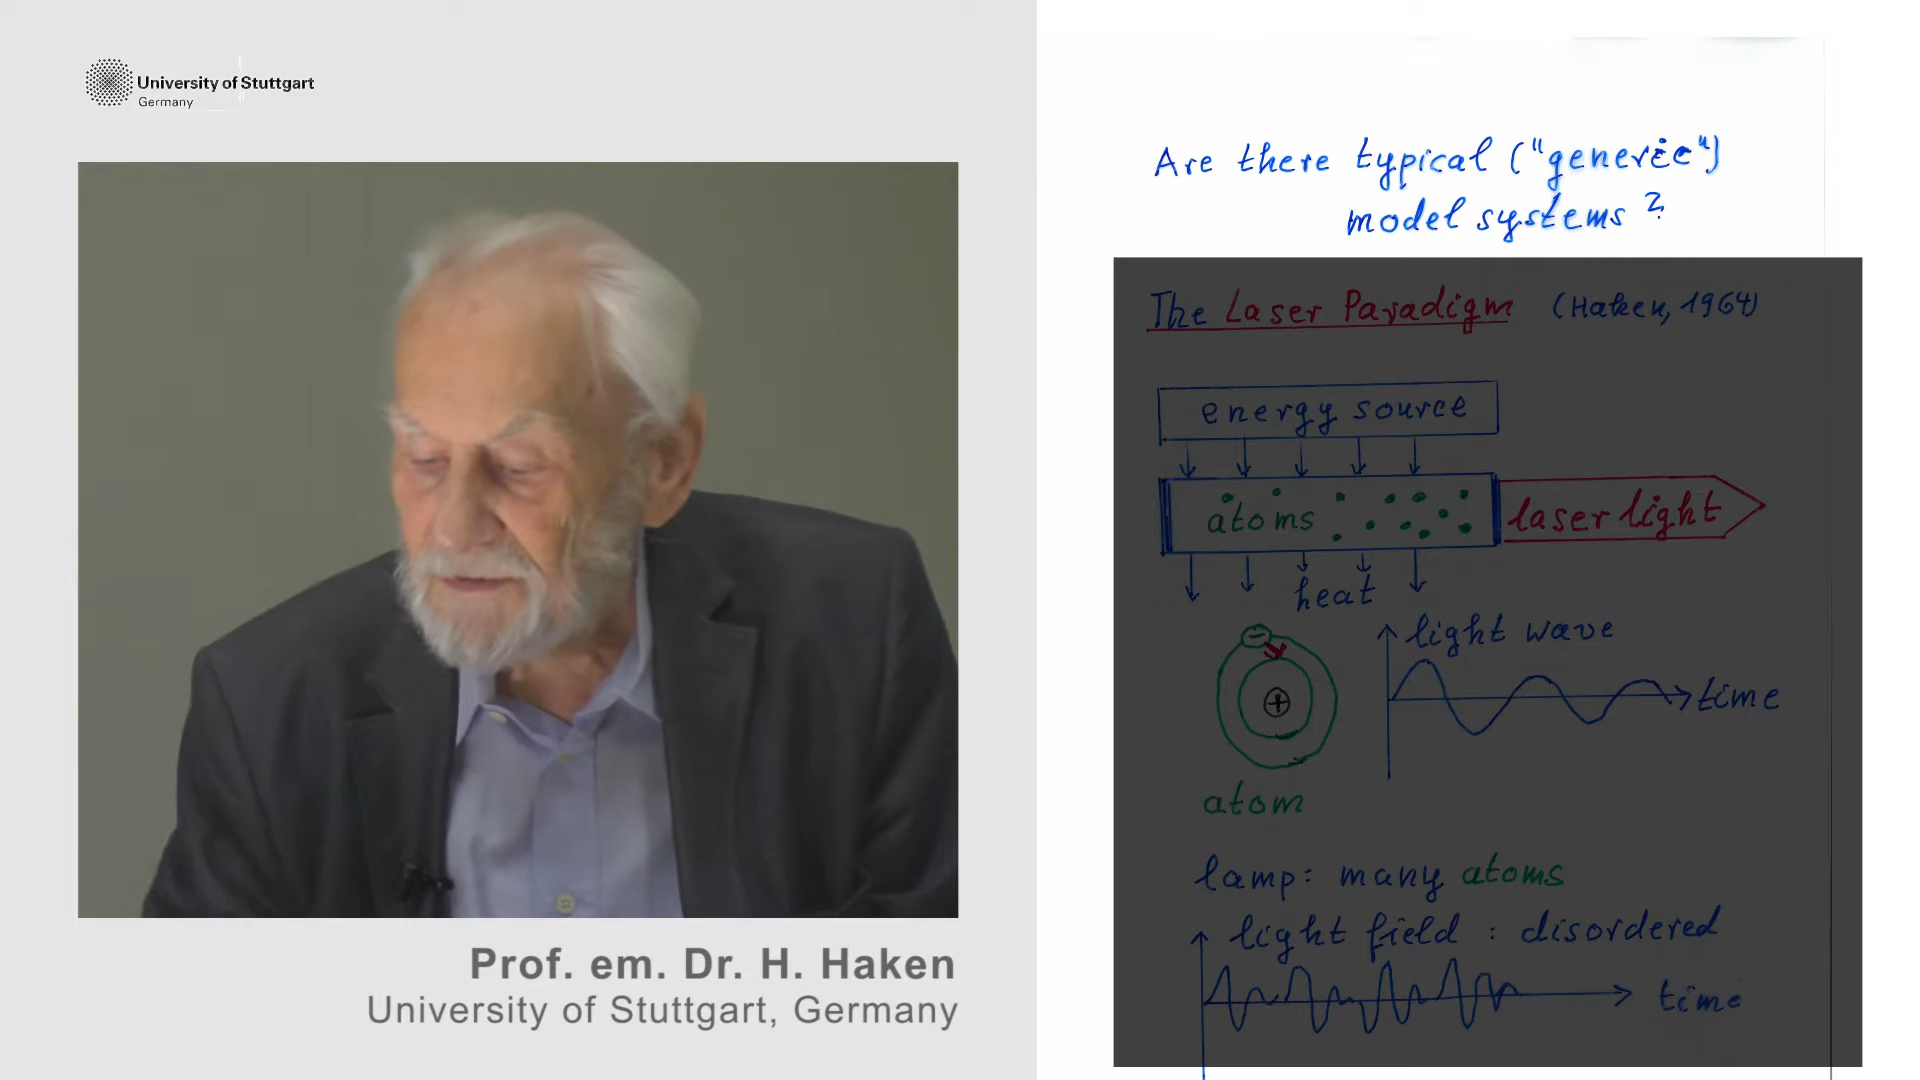 University of Stuttgart
Germany
Prof. em. Dr. H. Haken
University of Stuttgart, Germany
Are there typical ("generic")
model systems?
The Laser Paradigm (Haken, 1964)
energy source
atoms
laser light
heat
light wave
time
atom
lamp: many atoms
light field : disordered
time